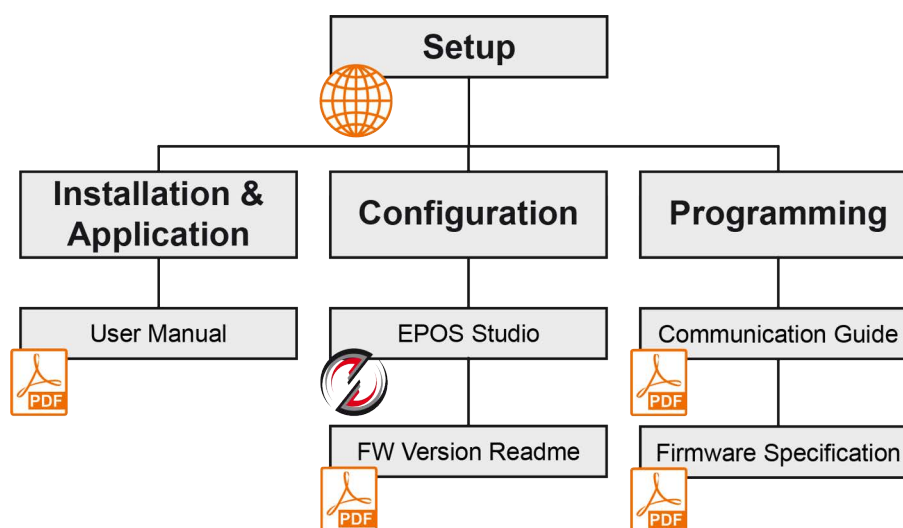 Setup
Installation &
Application
Configuration
Programming
User Manual
PDF
EPOS Studio
Communication Guide
PDF
FW Version Readme
PDF
Firmware Specification
PDF